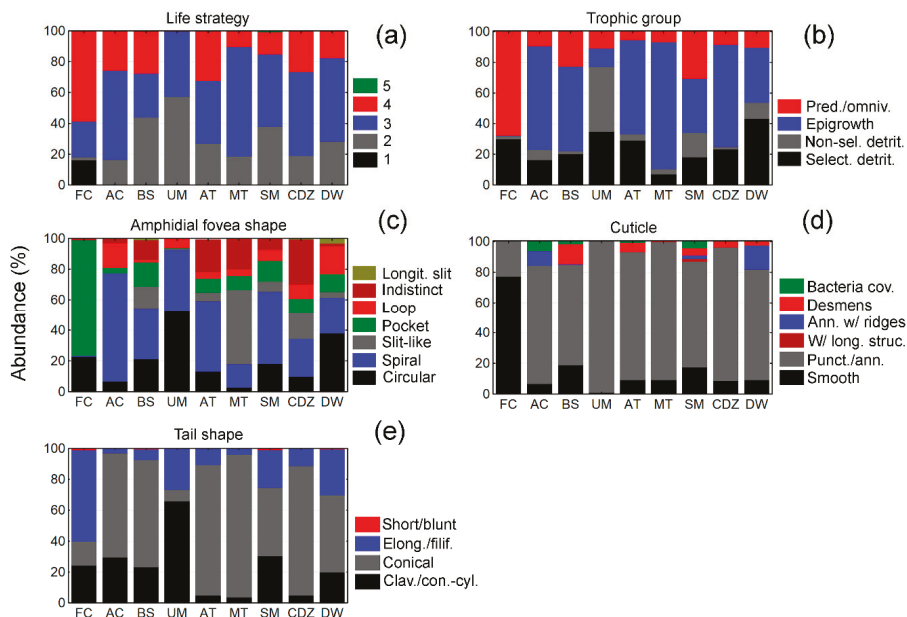 Life strategy
(a)
100
80
60
40
20
0
5
4
3
2
1
FC AC BS UM AT MT SM CDZ DW
Trophic group
(b)
100
80
60
40
20
0
Pred./omniv.
Epigrowth
Non-sel. detrit.
Select. detrit.
FC AC BS UM AT MT SM CDZ DW
Abundance (%)
Amphidial fovea shape
(c)
100
80
60
40
20
0
Longit. slit
Indistinct
Loop
Pocket
Slit-like
Spiral
Circular
FC AC BS UM AT MT SM CDZ DW
Cuticle
(d)
100
80
60
40
20
0
Bacteria cov.
Desmens
Ann. w/ ridges
W/ long. struc.
Punct./ann.
Smooth
FC AC BS UM AT MT SM CDZ DW
Tail shape
(e)
100
80
60
40
20
0
Short/blunt
Elong./filif.
Conical
Clav./con.-cyl.
FC AC BS UM AT MT SM CDZ DW